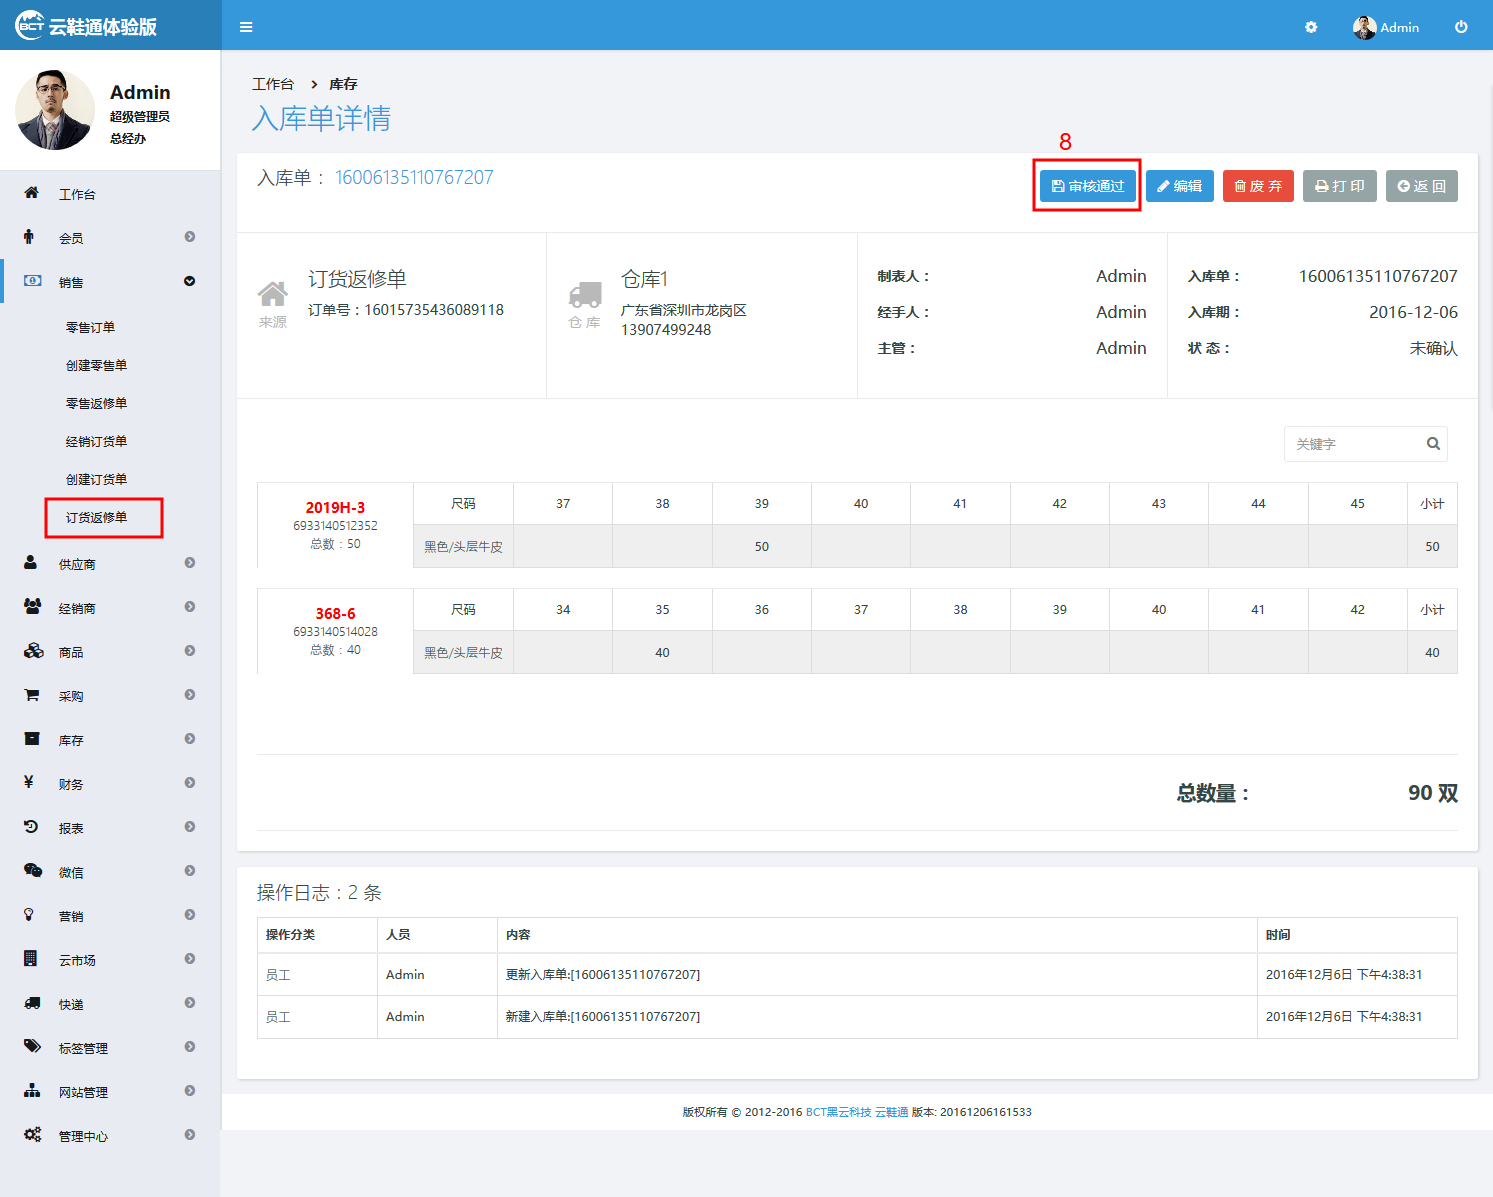 BCT 云鞋通体验版
Admin
Admin
超级管理员
总经办
工作台
会员
销售
零售订单
创建零售单
零售返修单
经销订货单
创建订货单
订货返修单
供应商
经销商
商品
采购
库存
财务
报表
微信
营销
云市场
快递
标签管理
网站管理
管理中心
工作台 > 库存
入库单详情
8
入库单： 16006135110767207
审核通过 编辑 废 弃 打 印 返 回
来源
订货返修单
订单号：16015735436089118
仓 库
仓库1
广东省深圳市龙岗区
13907499248
制表人： Admin
经手人： Admin
主管： Admin
入库单： 16006135110767207
入库期： 2016-12-06
状 态： 未确认
关键字
2019H-3
6933140512352
总数：50
尺码 37 38 39 40 41 42 43 44 45 小计
黑色/头层牛皮 50 50
368-6
6933140514028
总数：40
尺码 34 35 36 37 38 39 40 41 42 小计
黑色/头层牛皮 40 40
总数量： 90 双
操作日志：2 条
操作分类 人员 内容 时间
员工 Admin 更新入库单:[16006135110767207] 2016年12月6日 下午4:38:31
员工 Admin 新建入库单:[16006135110767207] 2016年12月6日 下午4:38:31
版权所有 © 2012-2016 BCT黑云科技 云鞋通 版本: 20161206161533